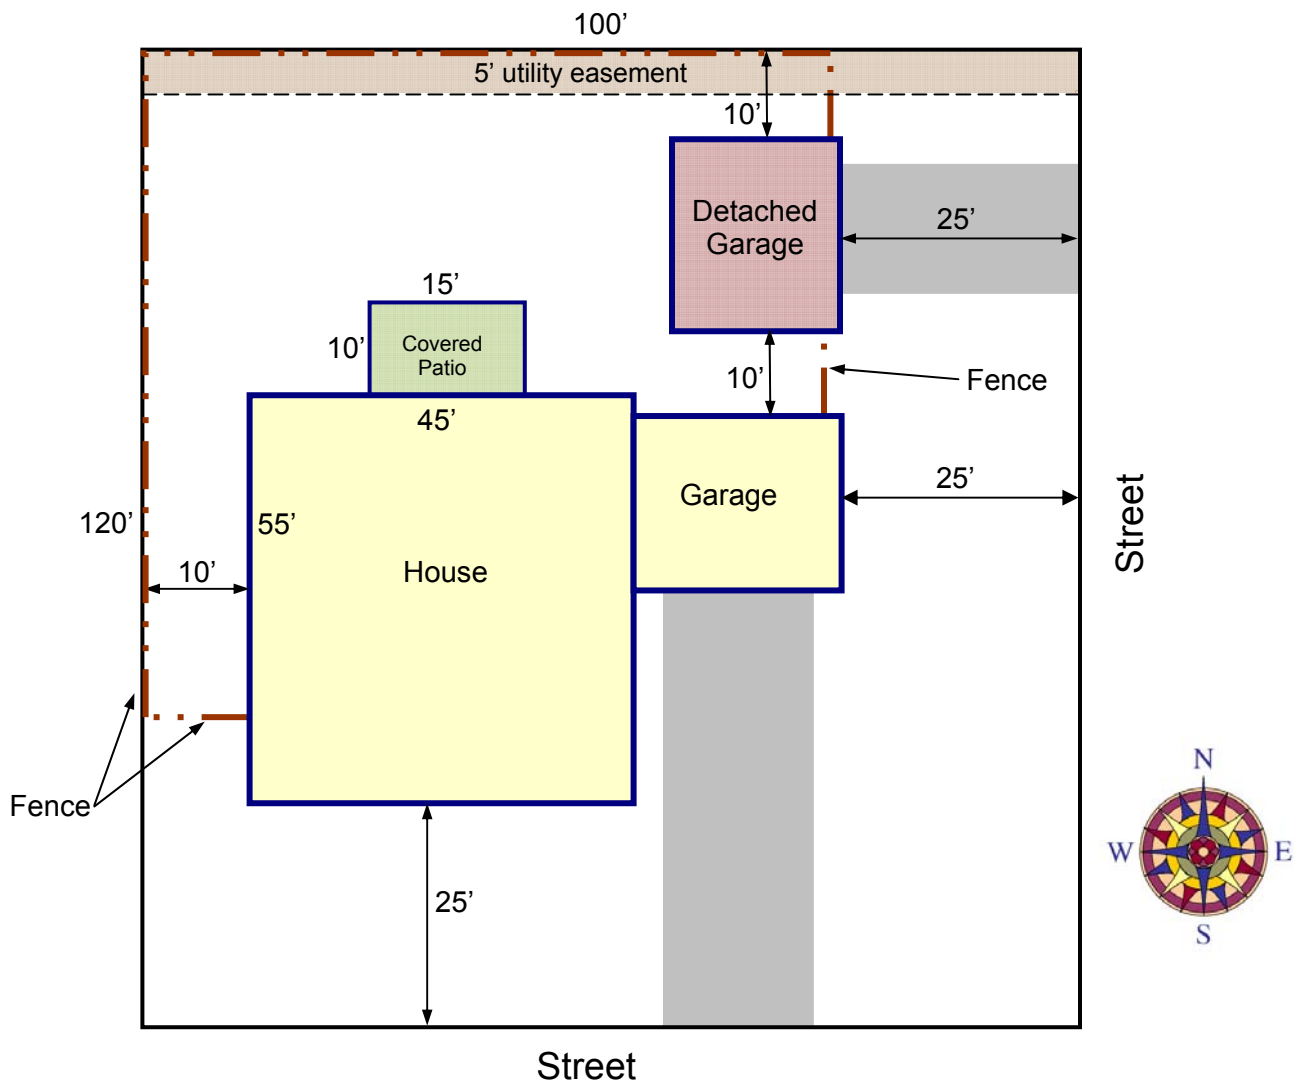 100’
5’ utility easement
10’
Detached
Garage
25’
15’
10’
Covered
Patio
10’
Fence
45’
Garage
25’
Street
120’
55’
House
10’
Fence
25’
N
W
E
S
Street